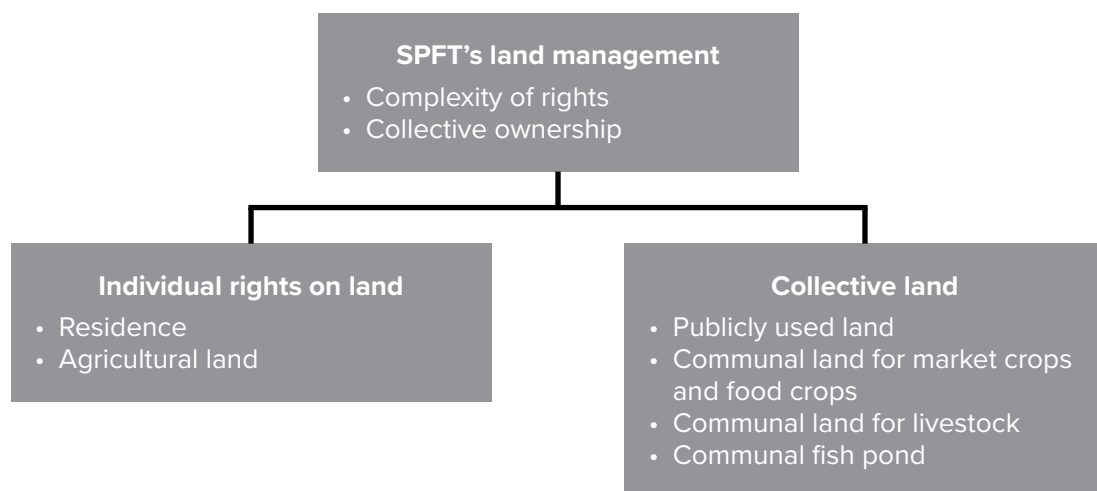 SPFT’s land management
• Complexity of rights
• Collective ownership
Individual rights on land
• Residence
• Agricultural land
Collective land
• Publicly used land
• Communal land for market crops
and food crops
• Communal land for livestock
• Communal fish pond